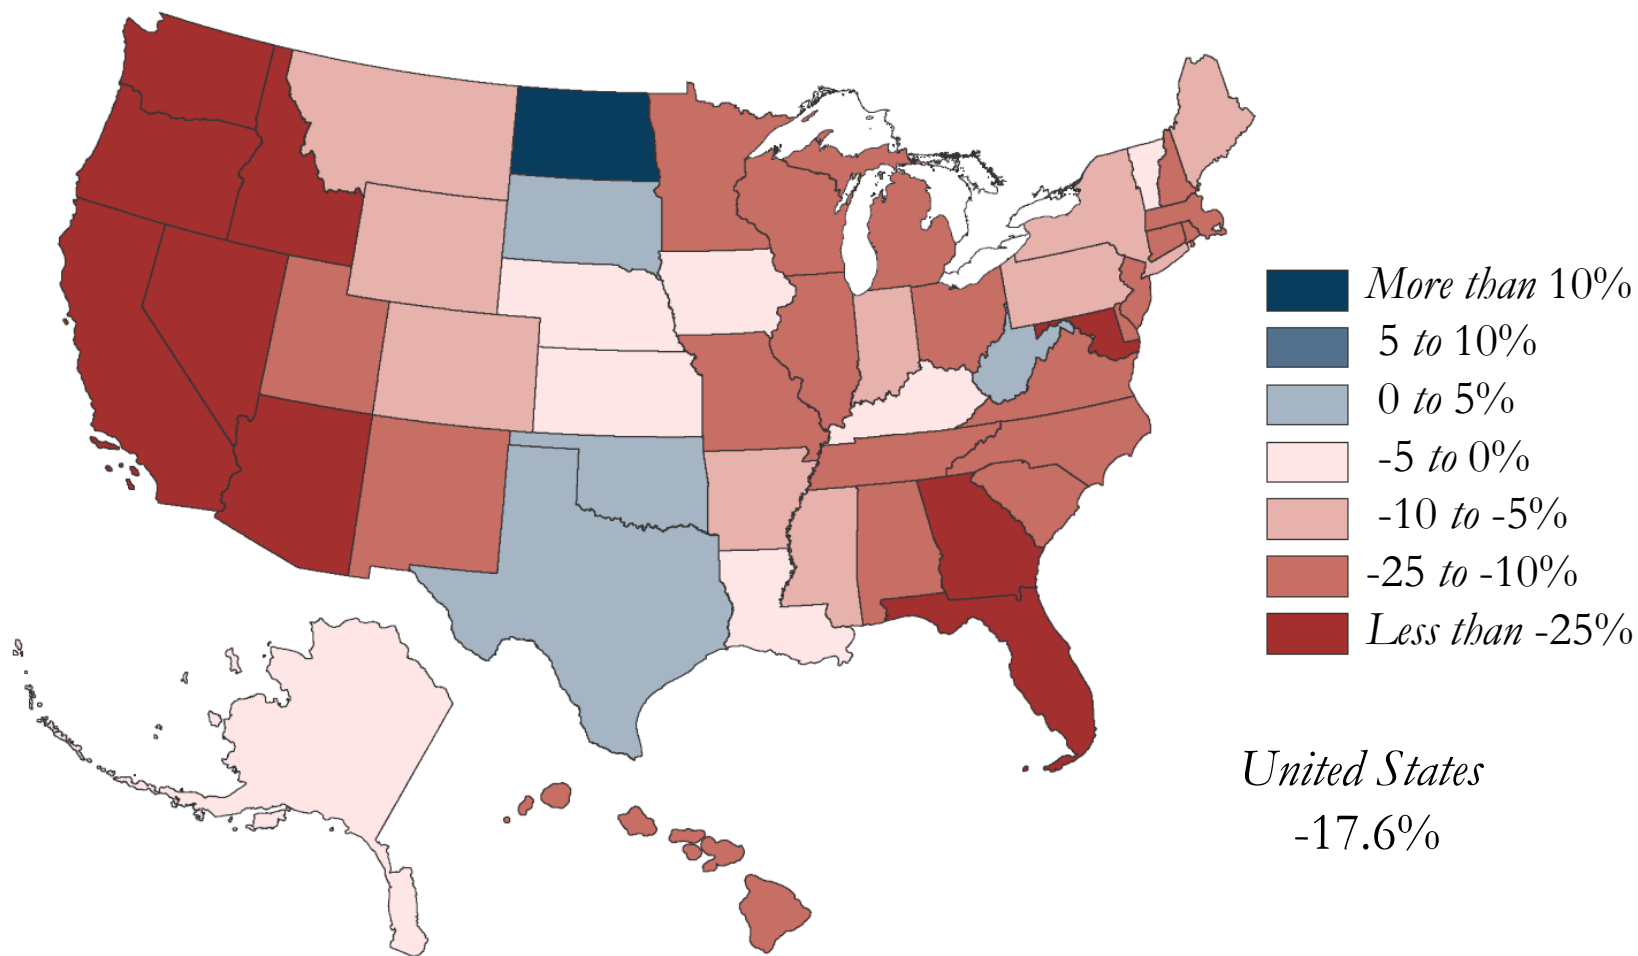 More than 10%
5 to 10%
0 to 5%
-5 to 0%
-10 to -5%
-25 to -10%
Less than -25%
United States
-17.6%